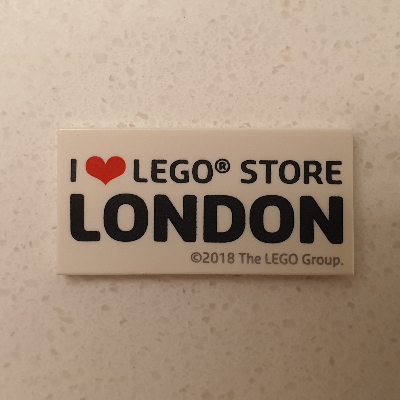 I ❤ LEGO® STORE
LONDON
©2018 The LEGO Group.